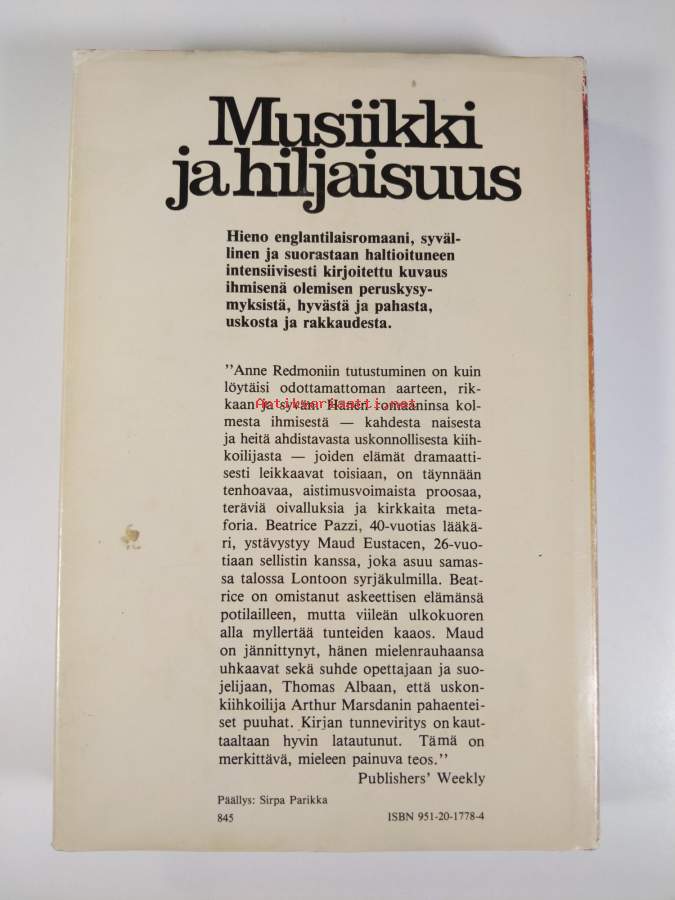 Musiikki
ja hiljaisuus
Hieno englantilaisromaani, syväl-
linen ja suorastaan haltioituneen
intensiivisesti kirjoitettu kuvaus
ihmisenä olemisen peruskysy-
myksistä, hyvästä ja pahasta,
uskosta ja rakkaudesta.
"Anne Redmoniin tutustuminen on kuin
löytäisi odottamattoman aarteen, rik-
kaan ja syvän. Hänen romaaninsa kol-
Antikvariaatti.net
mesta ihmisestä — kahdesta naisesta
ja heitä ahdistavasta uskonnollisesta kiih-
koilijasta — joiden elämät dramaatti-
sesti leikkaavat toisiaan, on täynnään
tenhoavaa, aistimusvoimaista proosaa,
teräviä oivalluksia ja kirkkaita meta-
foria. Beatrice Pazzi, 40-vuotias lääkä-
ri, ystävystyy Maud Eustacen, 26-vuo-
tiaan sellistin kanssa, joka asuu samas-
sa talossa Lontoon syrjäkulmilla. Beat-
rice on omistanut askeettisen elämänsä
potilailleen, mutta viileän ulkokuoren
alla myllertää tunteiden kaaos. Maud
on jännittynyt, hänen mielenrauhaansa
uhkaavat sekä suhde opettajaan ja suo-
jelijaan, Thomas Albaan, että uskon-
kiihkoilija Arthur Marsdanin pahaentei-
set puuhat. Kirjan tunneviritys on kaut-
taaltaan hyvin latautunut. Tämä on
merkittävä, mieleen painuva teos."
Publishers' Weekly
Päällys: Sirpa Parikka
845
ISBN 951-20-1778-4